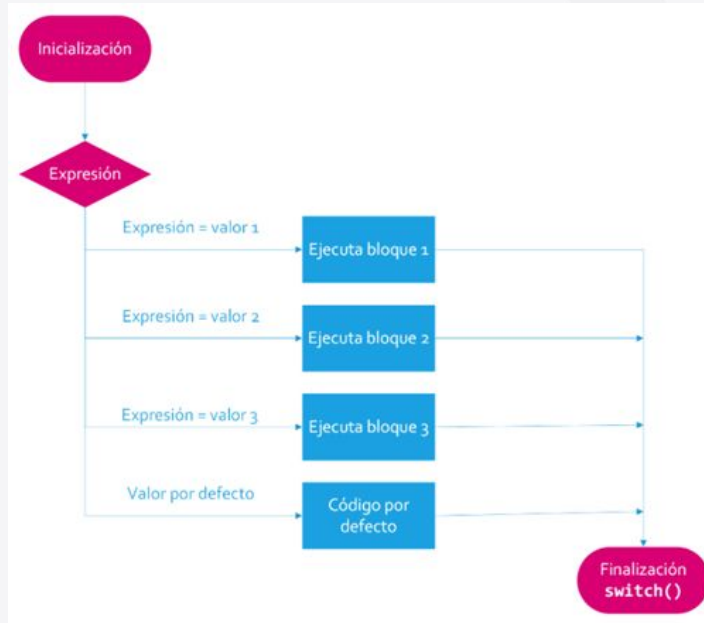 Inicialización
Expresión
Expresión = valor 1
Ejecuta bloque 1
Expresión = valor 2
Ejecuta bloque 2
Expresión = valor 3
Ejecuta bloque 3
Valor por defecto
Código por
defecto
Finalización
switch()